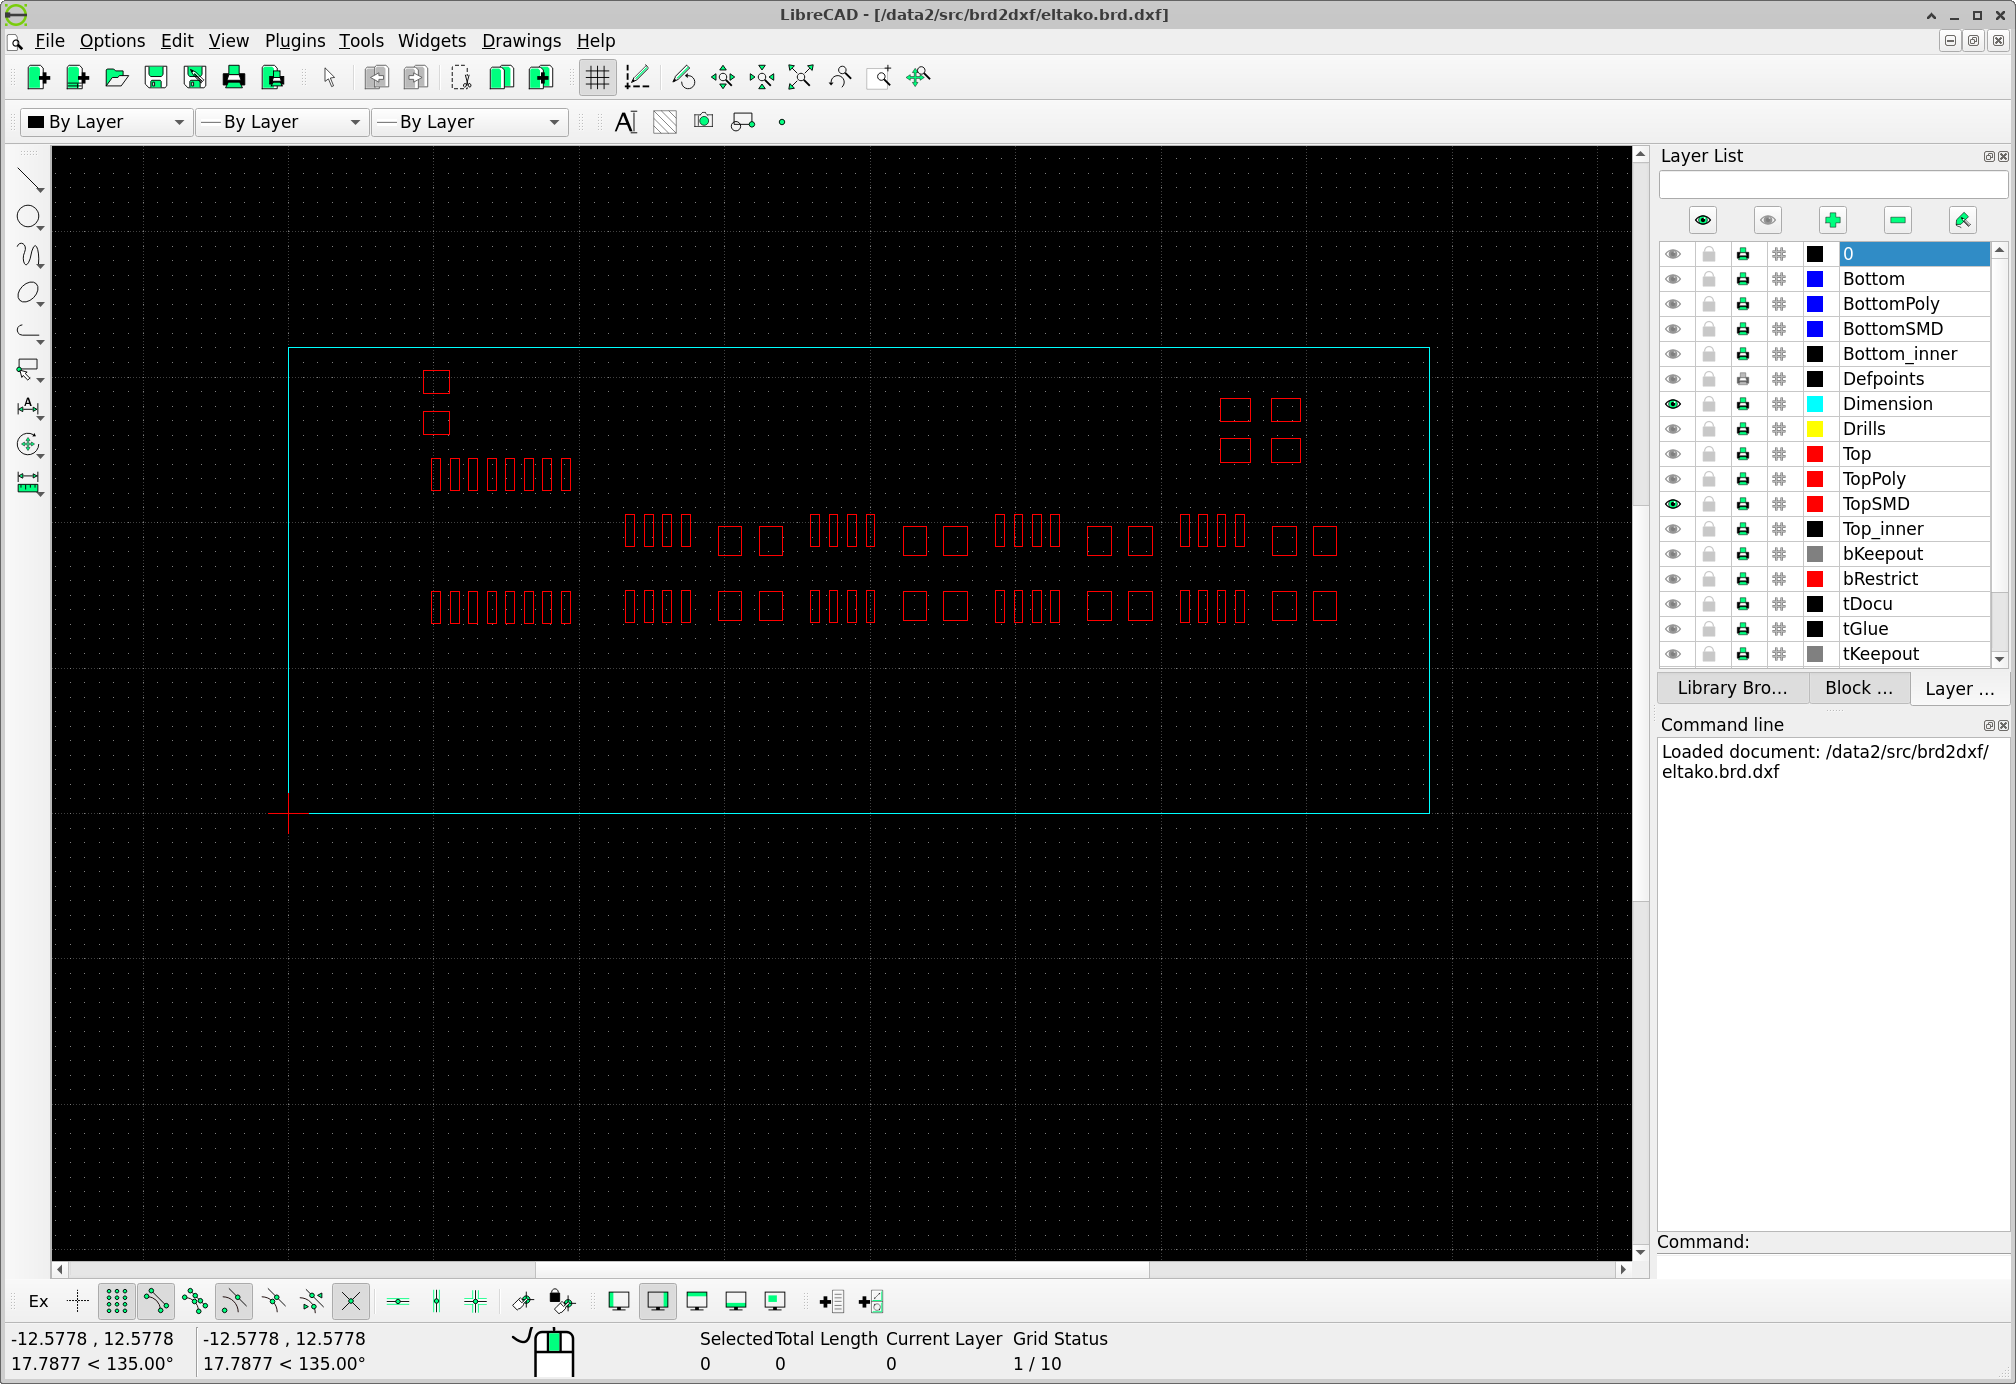 LibreCAD - [/data2/src/brd2dxf/eltako.brd.dxf]
File Options Edit View Plugins Tools Widgets Drawings Help
By Layer By Layer By Layer A
Layer List
0
Bottom
BottomPoly
BottomSMD
Bottom_inner
Defpoints
Dimension
Drills
Top
TopPoly
TopSMD
Top_inner
bKeepout
bRestrict
tDocu
tGlue
tKeepout
Library Bro... Block ... Layer ...
Command line
Loaded document: /data2/src/brd2dxf/
eltako.brd.dxf
Command:
A
Ex
-12.5778 , 12.5778 -12.5778 , 12.5778 Selected Total Length Current Layer Grid Status
17.7877 < 135.00° 17.7877 < 135.00° 0 0 0 1 / 10